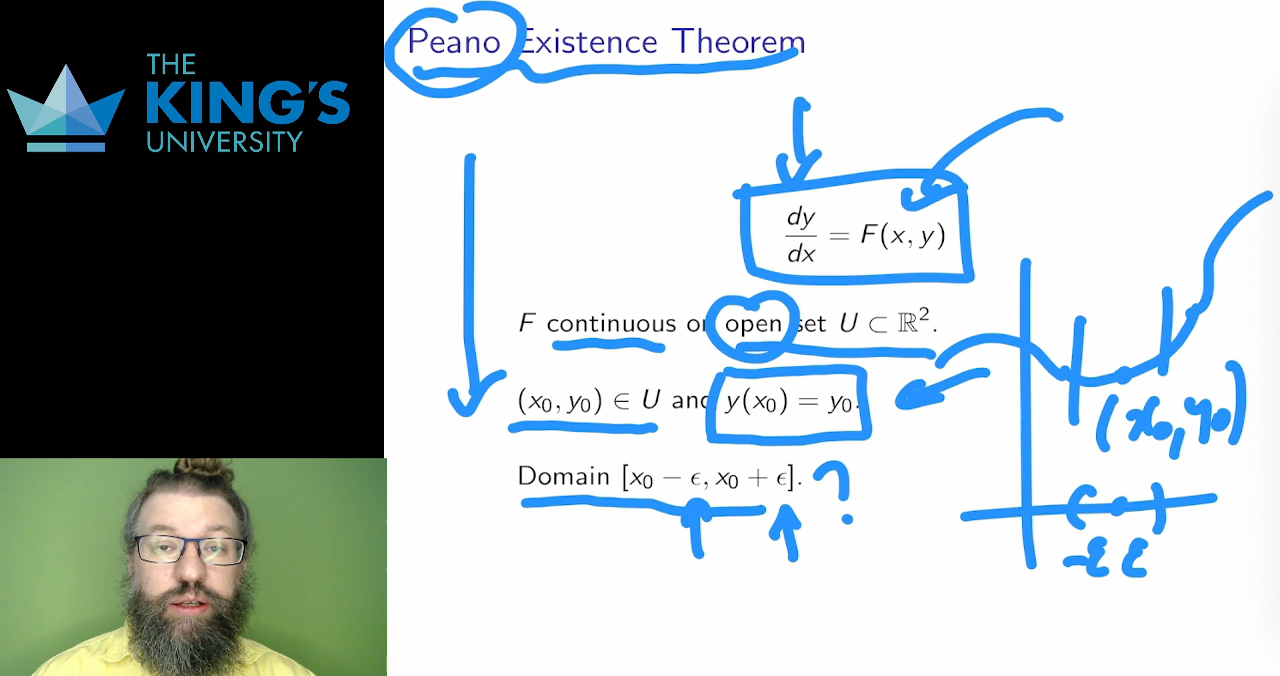 THE
KING'S
UNIVERSITY
Peano Existence Theorem
dy/dx = F(x, y)
F continuous on open set U ⊂ ℝ².
(x₀, y₀) ∈ U and y(x₀) = y₀.
Domain [x₀ − ϵ, x₀ + ϵ]. ?
(x₀, y₀)
-ε ε